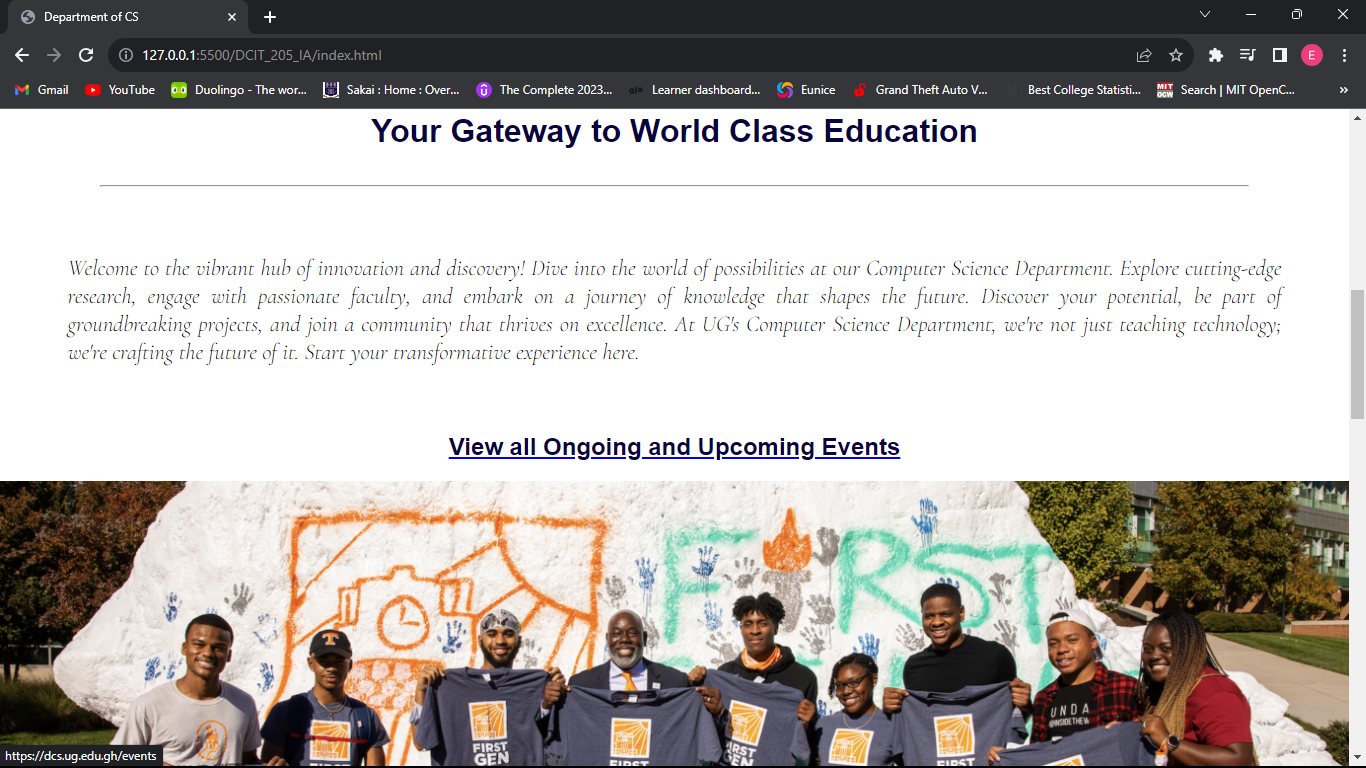 Department of CS
127.0.0.1:5500/DCIT_205_IA/index.html
E
Gmail
YouTube
Duolingo - The wor...
Sakai : Home : Over...
The Complete 2023...
Learner dashboard...
Eunice
Grand Theft Auto V...
Best College Statisti...
MIT OCW
Search | MIT OpenC...
»
Your Gateway to World Class Education
Welcome to the vibrant hub of innovation and discovery! Dive into the world of possibilities at our Computer Science Department. Explore cutting-edge
research, engage with passionate faculty, and embark on a journey of knowledge that shapes the future. Discover your potential, be part of
groundbreaking projects, and join a community that thrives on excellence. At UG's Computer Science Department, we're not just teaching technology;
we're crafting the future of it. Start your transformative experience here.
View all Ongoing and Upcoming Events
FIRST
T
UNDA
@INSIDETHEW
FIRST
GEN
FIRST
FIRST
GEN
FIRST
https://dcs.ug.edu.gh/events